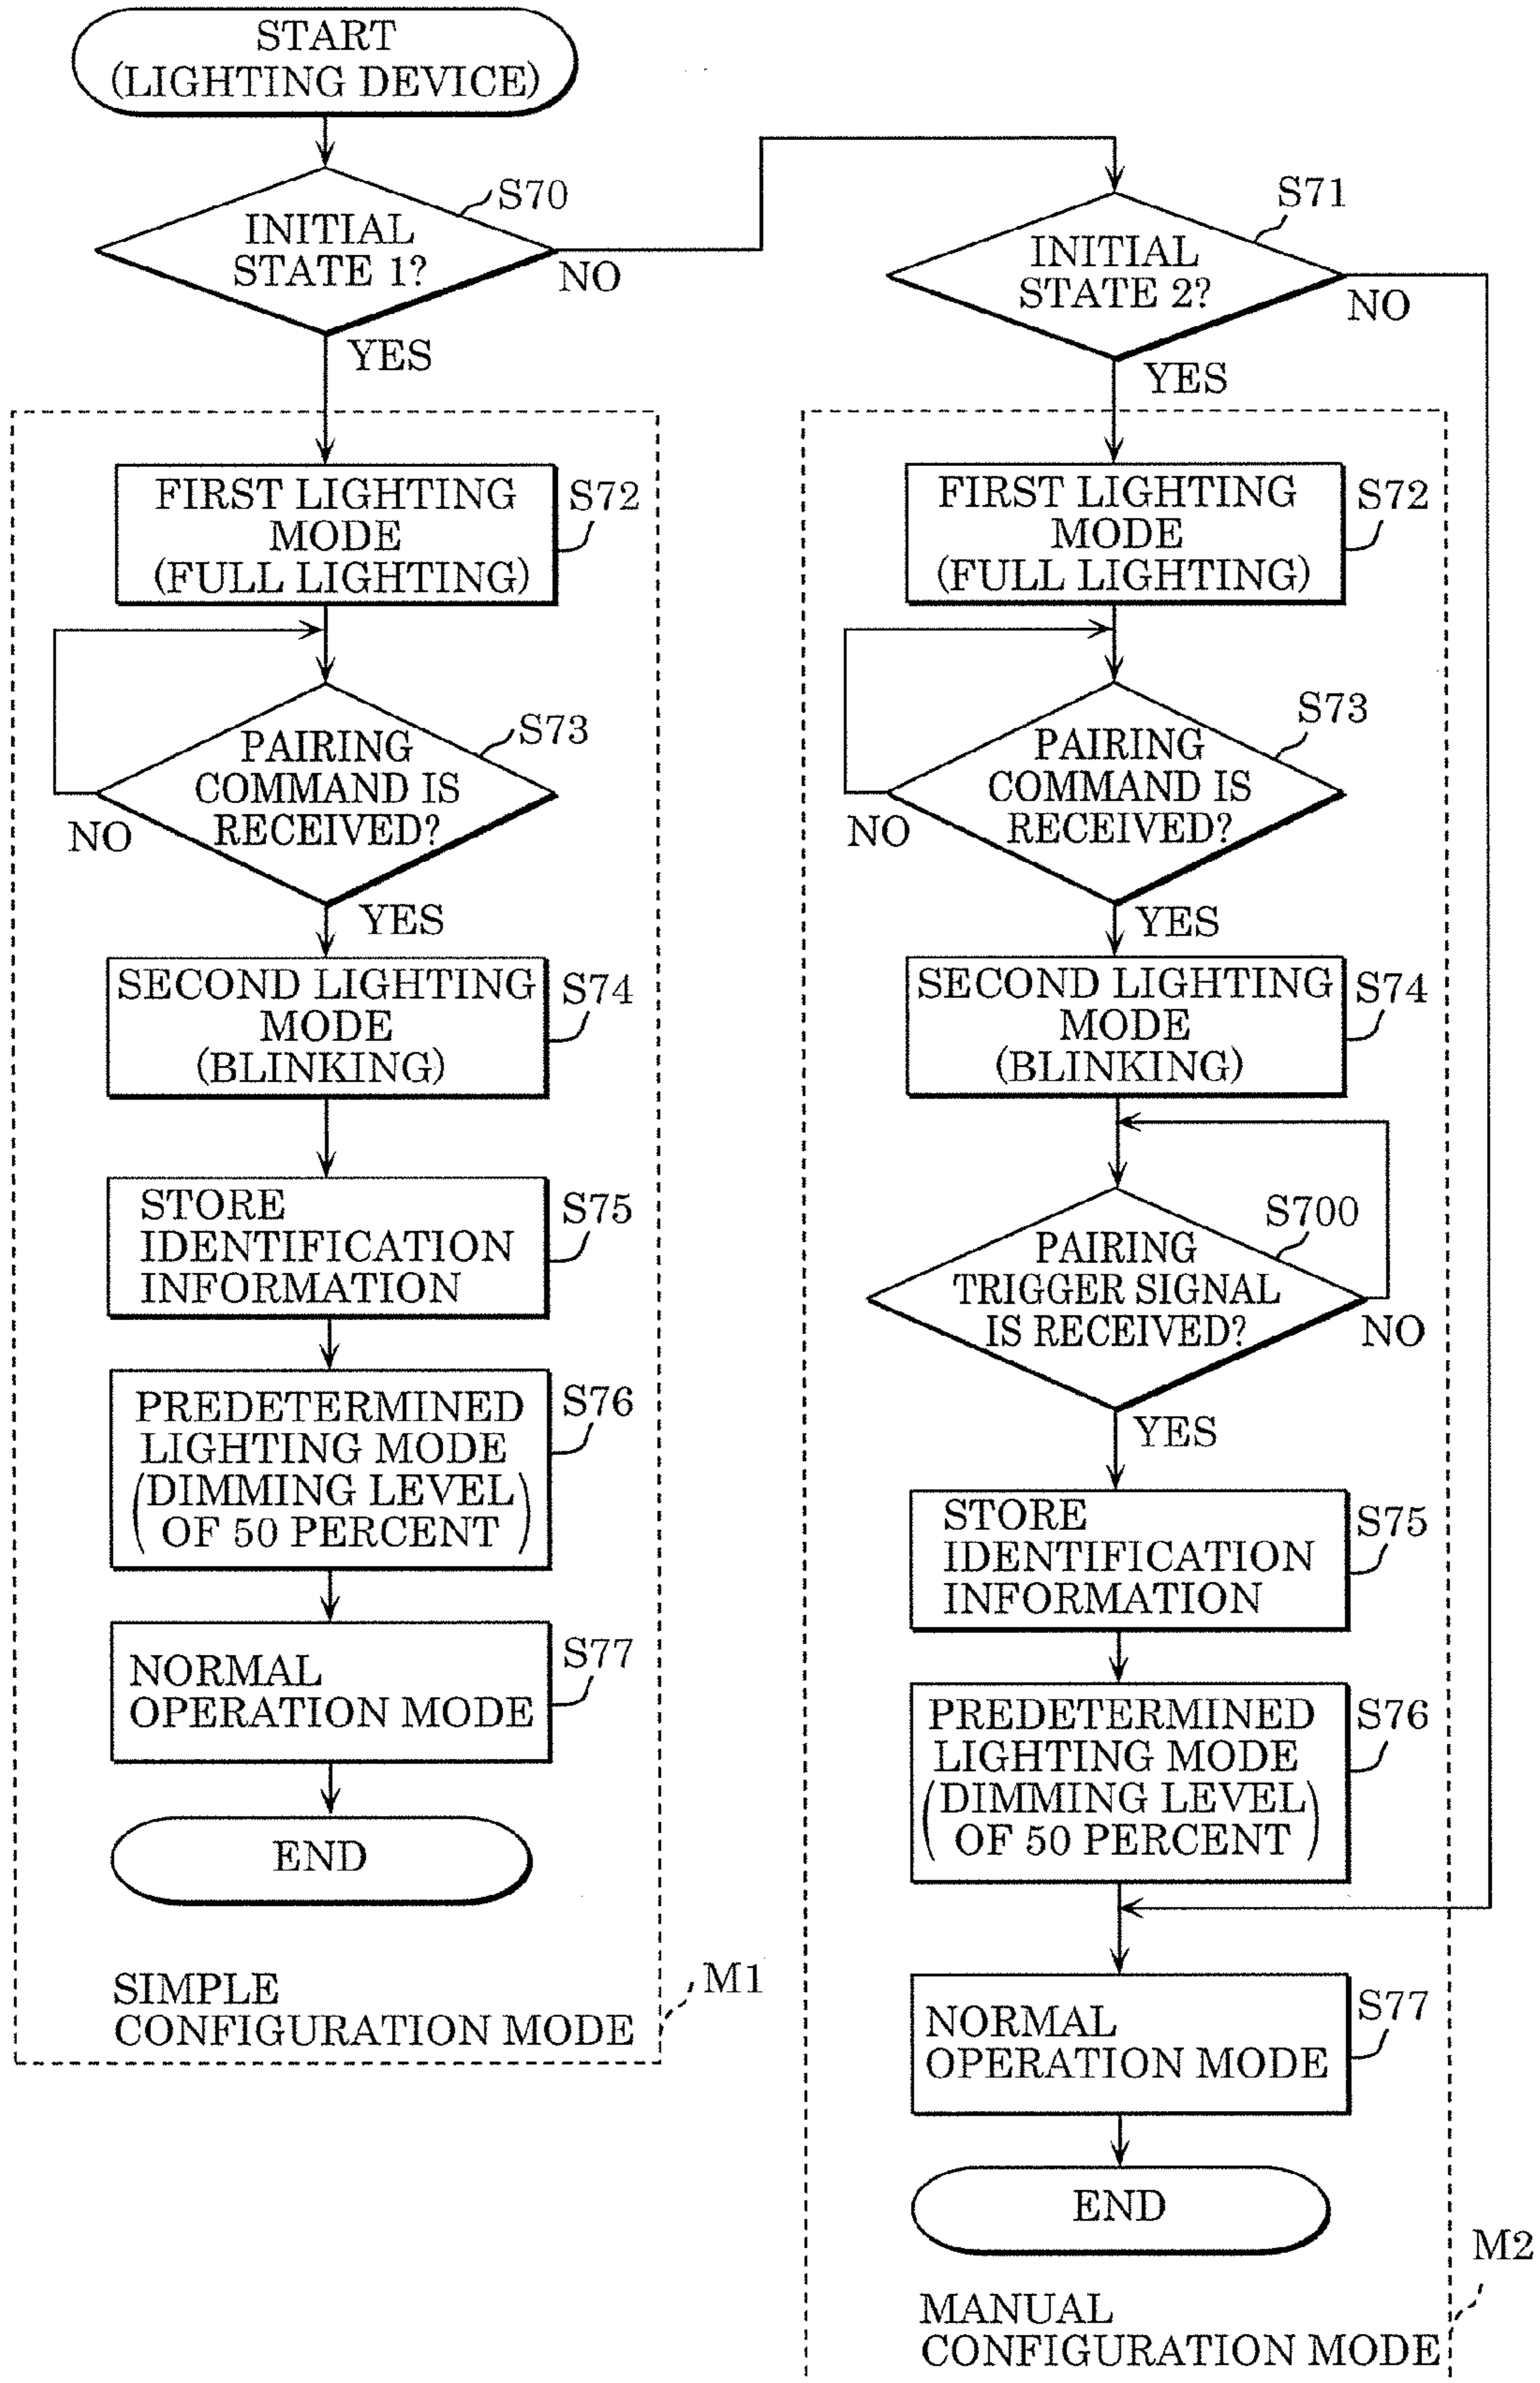 START
(LIGHTING DEVICE)
S70
INITIAL
STATE 1?
NO
YES
S71
INITIAL
STATE 2?
NO
YES
FIRST LIGHTING
MODE
(FULL LIGHTING)
S72
S73
PAIRING
COMMAND IS
RECEIVED?
NO
YES
SECOND LIGHTING
MODE
(BLINKING)
S74
STORE
IDENTIFICATION
INFORMATION
S75
PREDETERMINED
LIGHTING MODE
(DIMMING LEVEL
OF 50 PERCENT)
S76
NORMAL
OPERATION MODE
S77
END
SIMPLE
CONFIGURATION MODE
M1
FIRST LIGHTING
MODE
(FULL LIGHTING)
S72
S73
PAIRING
COMMAND IS
RECEIVED?
NO
YES
SECOND LIGHTING
MODE
(BLINKING)
S74
S700
PAIRING
TRIGGER SIGNAL
IS RECEIVED?
NO
YES
STORE
IDENTIFICATION
INFORMATION
S75
PREDETERMINED
LIGHTING MODE
(DIMMING LEVEL
OF 50 PERCENT)
S76
NORMAL
OPERATION MODE
S77
END
MANUAL
CONFIGURATION MODE
M2